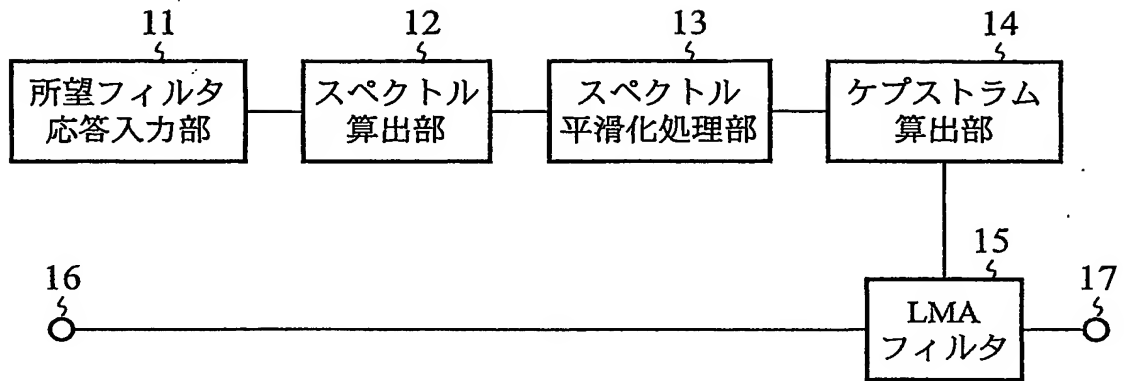 11
12
13
14
所望フィルタ
応答入力部
スペクトル
算出部
スペクトル
平滑化処理部
ケプストラム
算出部
15
16
17
LMA
フィルタ